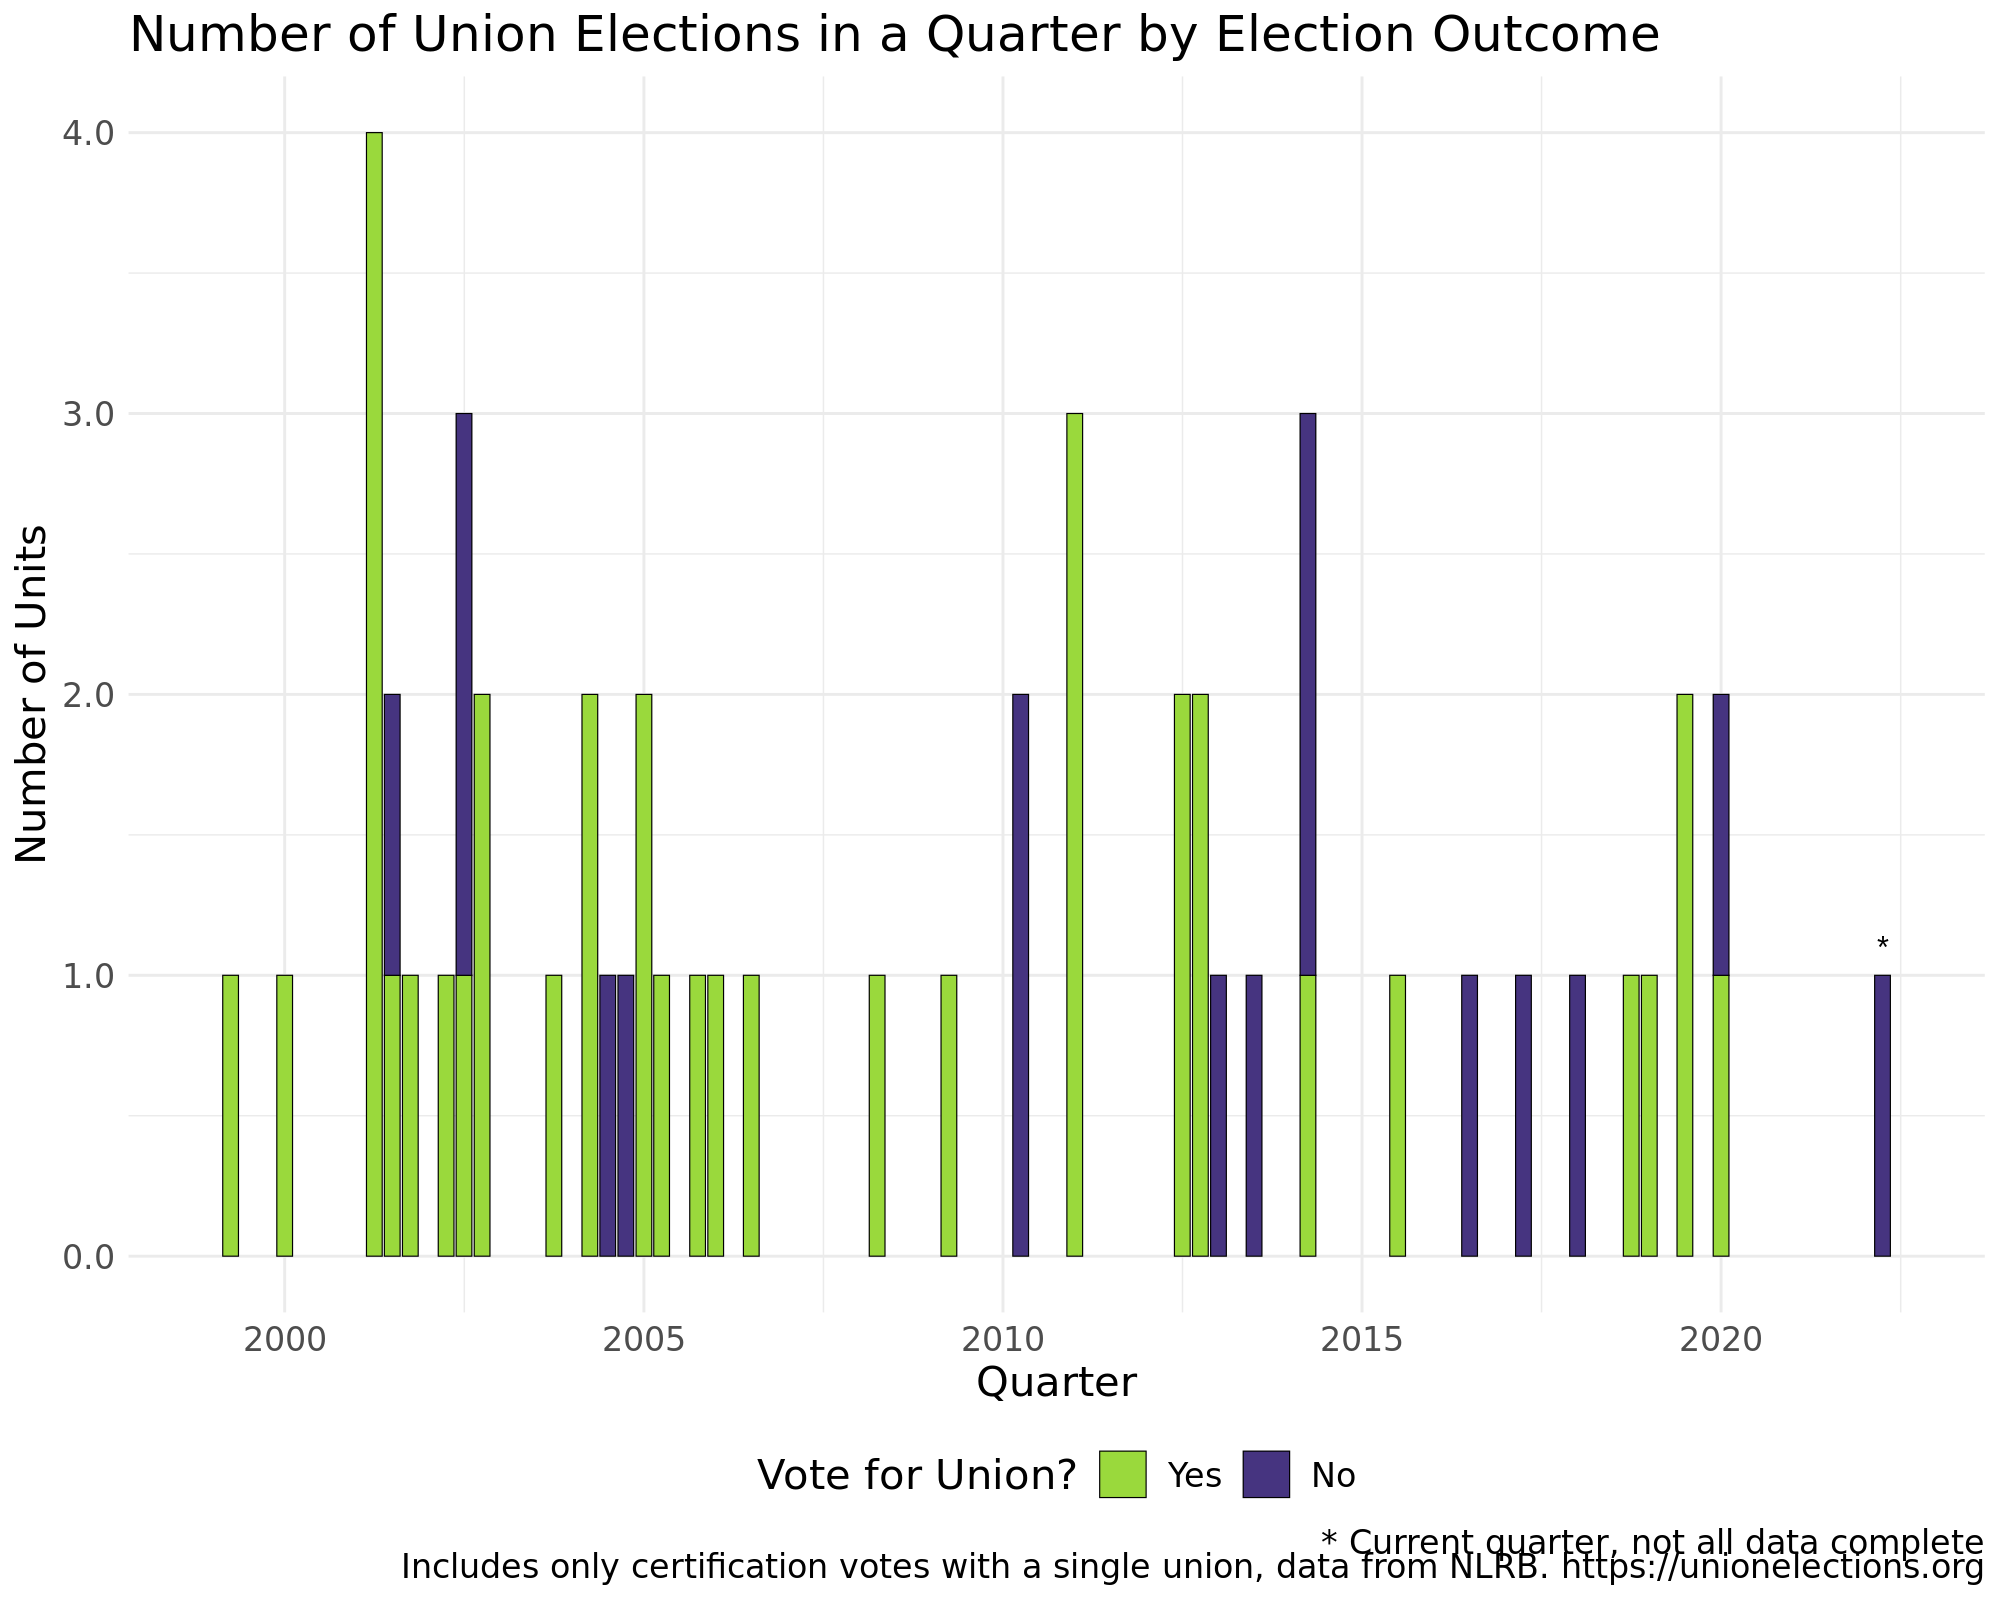 Number of Union Elections in a Quarter by Election Outcome
4.0
3.0
2.0
1.0
0.0
Number of Units
*
2000 2005 2010 2015 2020
Quarter
Vote for Union? Yes No
* Current quarter, not all data complete
Includes only certification votes with a single union, data from NLRB. https://unionelections.org